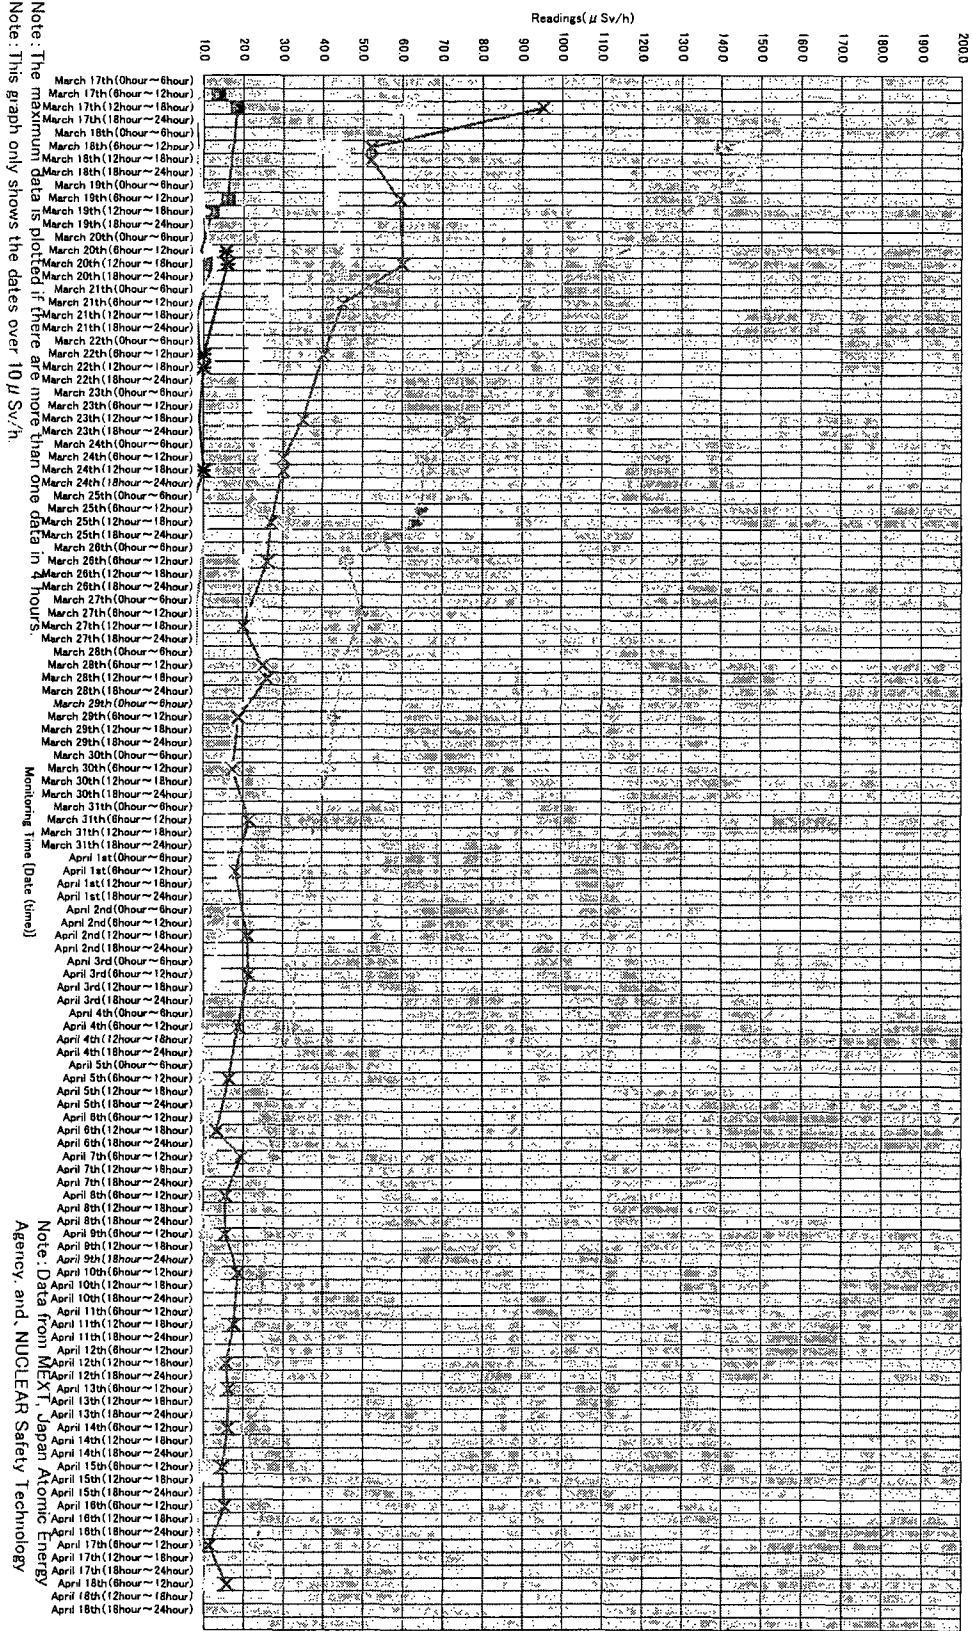 Readings(μ Sv/h)
10.0 20.0 30.0 40.0 50.0 60.0 70.0 80.0 90.0 100.0 110.0 120.0 130.0 140.0 150.0 160.0 170.0 180.0 190.0 200.0
March 17th(0hour～6hour)
March 17th(6hour～12hour)
March 17th(12hour～18hour)
March 17th(18hour～24hour)
March 18th(0hour～6hour)
March 18th(6hour～12hour)
March 18th(12hour～18hour)
March 18th(18hour～24hour)
March 19th(0hour～6hour)
March 19th(6hour～12hour)
March 19th(12hour～18hour)
March 19th(18hour～24hour)
March 20th(0hour～6hour)
March 20th(6hour～12hour)
March 20th(12hour～18hour)
March 20th(18hour～24hour)
March 21th(0hour～6hour)
March 21th(6hour～12hour)
March 21th(12hour～18hour)
March 21th(18hour～24hour)
March 22th(0hour～6hour)
March 22th(6hour～12hour)
March 22th(12hour～18hour)
March 22th(18hour～24hour)
March 23th(0hour～6hour)
March 23th(6hour～12hour)
March 23th(12hour～18hour)
March 23th(18hour～24hour)
March 24th(0hour～6hour)
March 24th(6hour～12hour)
March 24th(12hour～18hour)
March 24th(18hour～24hour)
March 25th(0hour～6hour)
March 25th(6hour～12hour)
March 25th(12hour～18hour)
March 25th(18hour～24hour)
March 26th(0hour～6hour)
March 26th(6hour～12hour)
March 26th(12hour～18hour)
March 26th(18hour～24hour)
March 27th(0hour～6hour)
March 27th(6hour～12hour)
March 27th(12hour～18hour)
March 27th(18hour～24hour)
March 28th(0hour～6hour)
March 28th(6hour～12hour)
March 28th(12hour～18hour)
March 28th(18hour～24hour)
March 29th(0hour～6hour)
March 29th(6hour～12hour)
March 29th(12hour～18hour)
March 29th(18hour～24hour)
March 30th(0hour～6hour)
March 30th(6hour～12hour)
March 30th(12hour～18hour)
March 30th(18hour～24hour)
March 31th(0hour～6hour)
March 31th(6hour～12hour)
March 31th(12hour～18hour)
March 31th(18hour～24hour)
April 1st(0hour～6hour)
April 1st(6hour～12hour)
April 1st(12hour～18hour)
April 1st(18hour～24hour)
April 2nd(0hour～6hour)
April 2nd(6hour～12hour)
April 2nd(12hour～18hour)
April 2nd(18hour～24hour)
April 3rd(0hour～6hour)
April 3rd(6hour～12hour)
April 3rd(12hour～18hour)
April 3rd(18hour～24hour)
April 4th(0hour～6hour)
April 4th(6hour～12hour)
April 4th(12hour～18hour)
April 4th(18hour～24hour)
April 5th(0hour～6hour)
April 5th(6hour～12hour)
April 5th(12hour～18hour)
April 5th(18hour～24hour)
April 6th(6hour～12hour)
April 6th(12hour～18hour)
April 6th(18hour～24hour)
April 7th(6hour～12hour)
April 7th(12hour～18hour)
April 7th(18hour～24hour)
April 8th(6hour～12hour)
April 8th(12hour～18hour)
April 8th(18hour～24hour)
April 9th(6hour～12hour)
April 9th(12hour～18hour)
April 9th(18hour～24hour)
April 10th(6hour～12hour)
April 10th(12hour～18hour)
April 10th(18hour～24hour)
April 11th(6hour～12hour)
April 11th(12hour～18hour)
April 11th(18hour～24hour)
April 12th(6hour～12hour)
April 12th(12hour～18hour)
April 12th(18hour～24hour)
April 13th(6hour～12hour)
April 13th(12hour～18hour)
April 13th(18hour～24hour)
April 14th(6hour～12hour)
April 14th(12hour～18hour)
April 14th(18hour～24hour)
April 15th(6hour～12hour)
April 15th(12hour～18hour)
April 15th(18hour～24hour)
April 16th(6hour～12hour)
April 16th(12hour～18hour)
April 16th(18hour～24hour)
April 17th(6hour～12hour)
April 17th(12hour～18hour)
April 17th(18hour～24hour)
April 18th(6hour～12hour)
April 18th(12hour～18hour)
April 18th(18hour～24hour)
Monitoring Time [Date (time)]
Note: The maximum data is plotted if there are more than one data in 4 hours.
Note: This graph only shows the dates over 10 μ Sv/h.
Note: Data from MEXT, Japan Atomic Energy
Agency, and, NUCLEAR Safety Technology